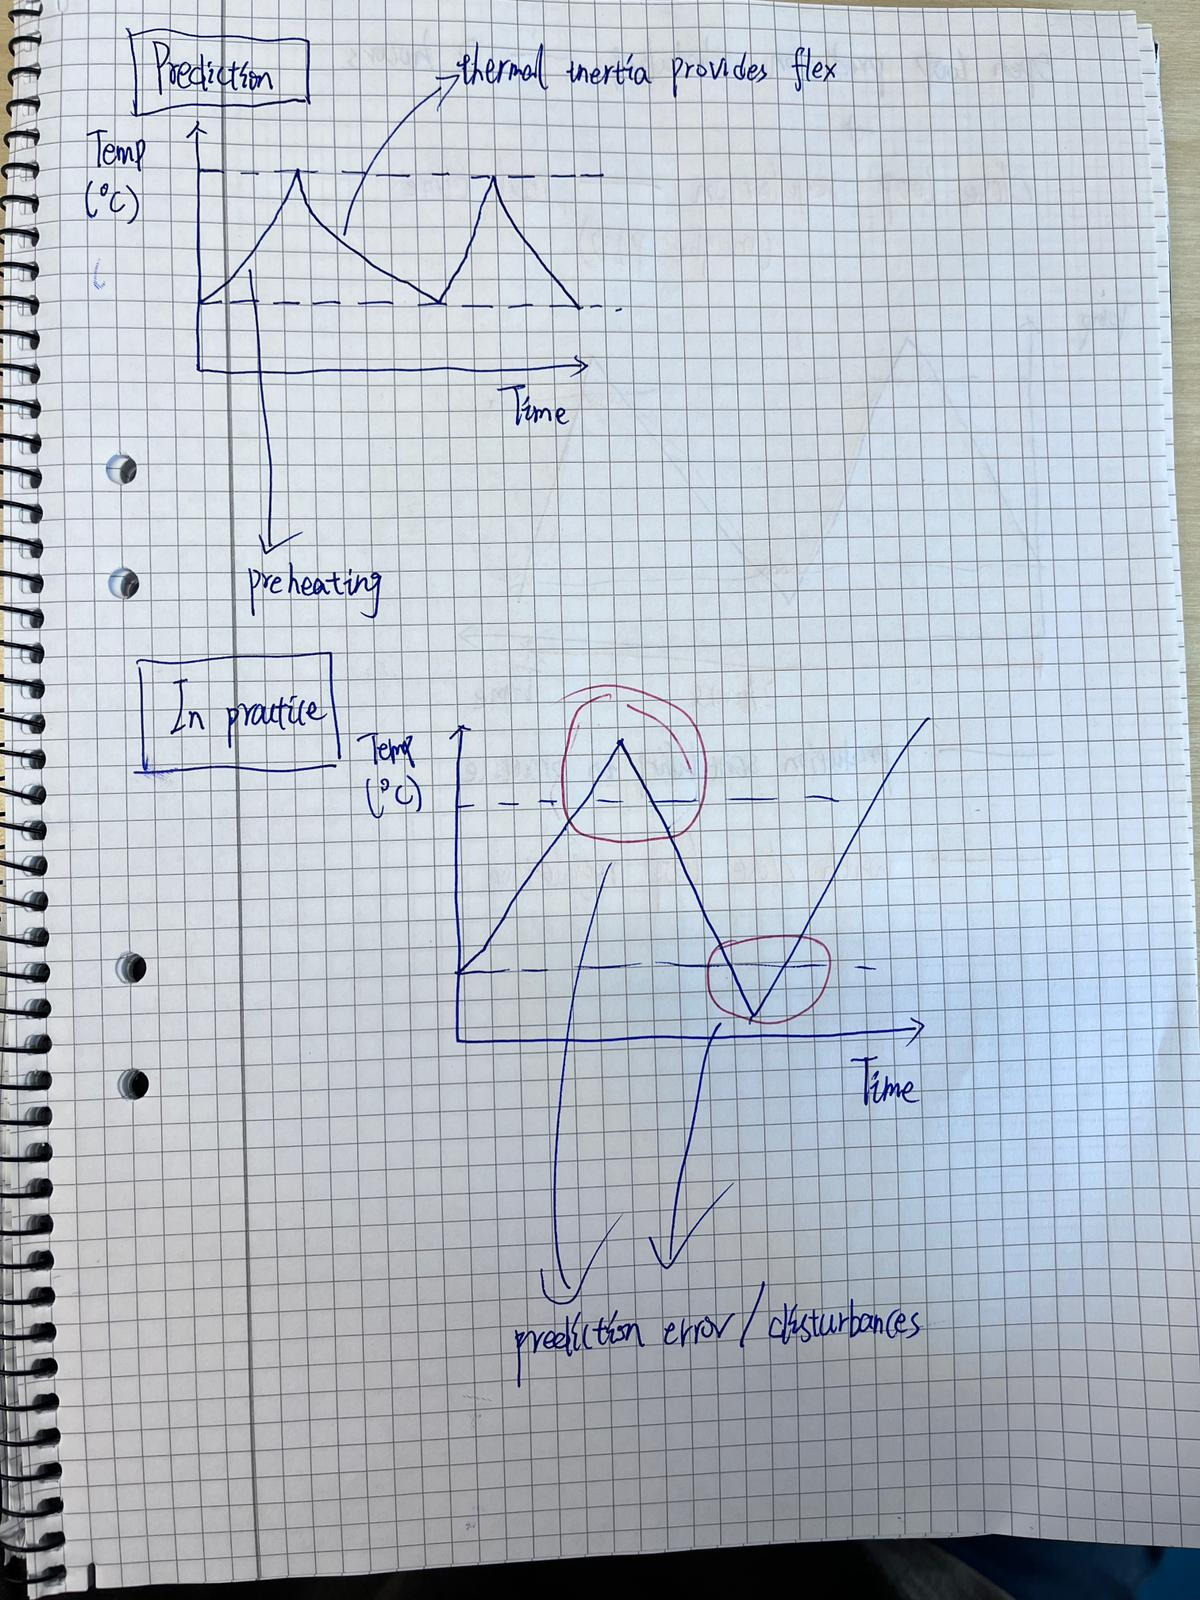 Prediction
thermal inertia provides flex
Temp
(°C)
Time
preheating
In practice
Temp
(°C)
Time
prediction error / disturbances